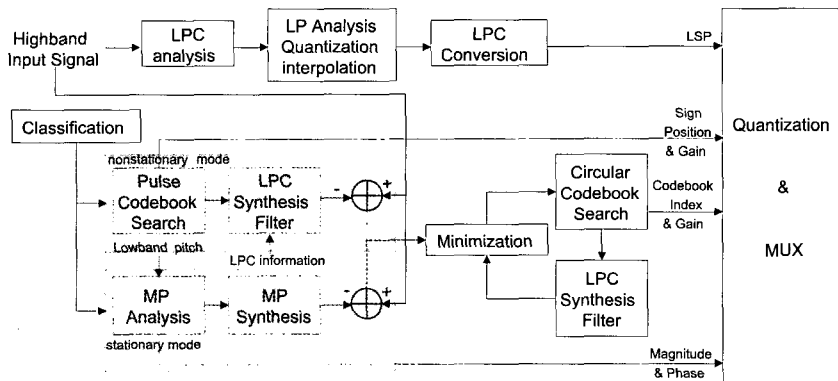 Highband
Input Signal
LPC
analysis
LP Analysis
Quantization
interpolation
LPC
Conversion
LSP
Classification
nonstationary mode
Pulse
Codebook
Search
LPC
Synthesis
Filter
-
+
Lowband pitch
LPC information
MP
Analysis
MP
Synthesis
-
+
stationary mode
Minimization
Circular
Codebook
Search
LPC
Synthesis
Filter
Sign
Position
& Gain
Codebook
Index
& Gain
Magnitude
& Phase
Quantization
&
MUX